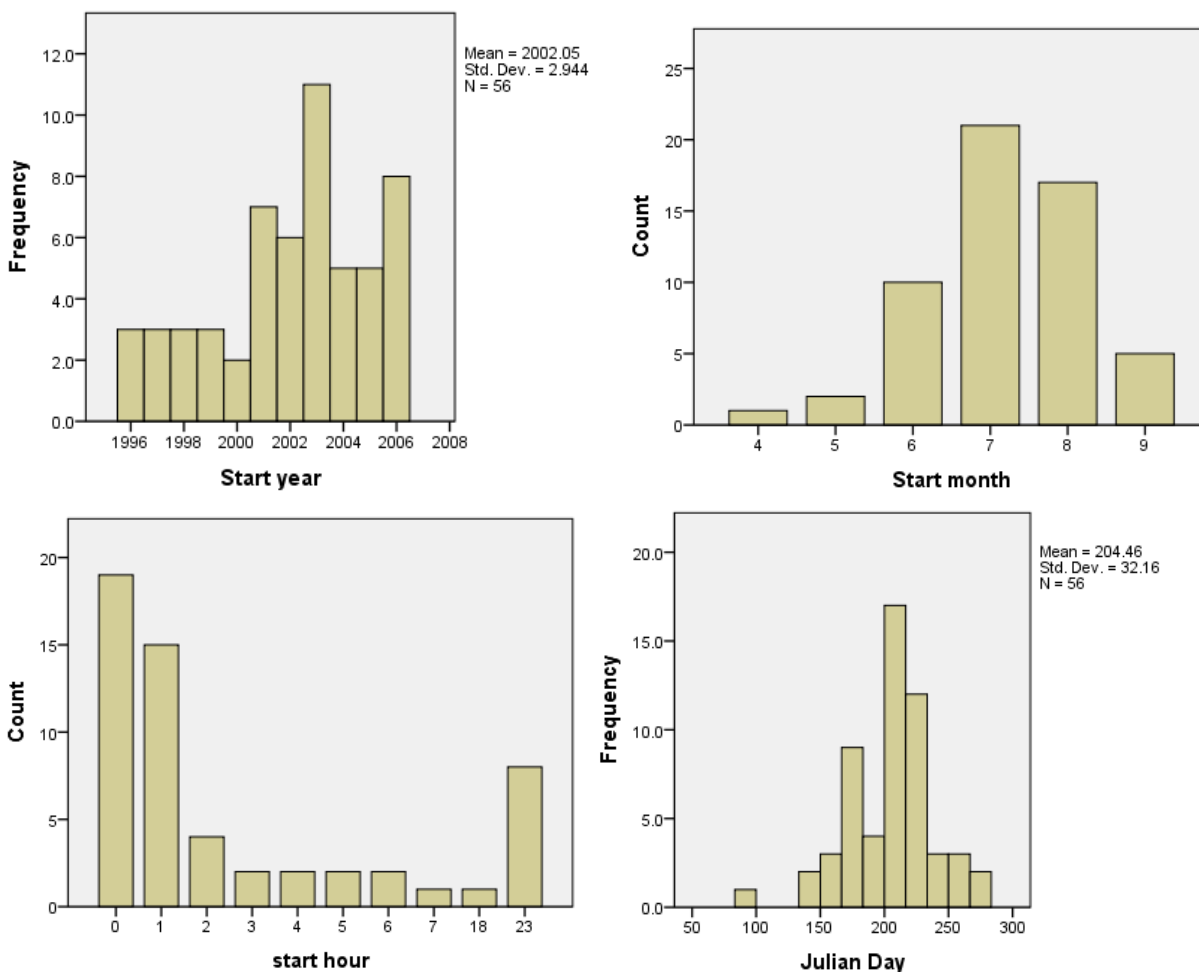 12.0
10.0
8.0
6.0
4.0
2.0
0.0
Frequency
1996 1998 2000 2002 2004 2006 2008
Start year
Mean = 2002.05
Std. Dev. = 2.944
N = 56
25
20
15
10
5
0
Count
4 5 6 7 8 9
Start month
20
15
10
5
0
Count
0 1 2 3 4 5 6 7 18 23
start hour
20.0
15.0
10.0
5.0
0.0
Frequency
50 100 150 200 250 300
Julian Day
Mean = 204.46
Std. Dev. = 32.16
N = 56